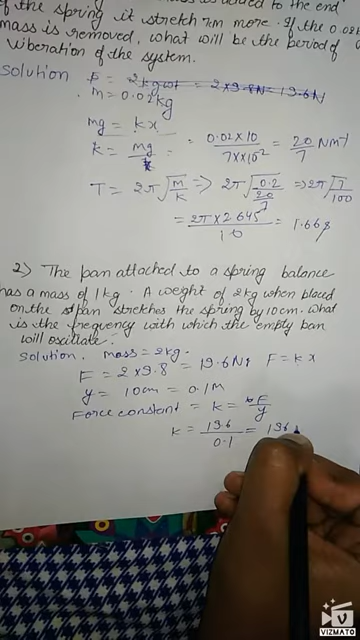 of the spring it stretch 7cm more. If the 0.02k
mass is removed, what will be the period of
viberation of the system.
Solution F = 2kgwt = 2×9.8N = 19.6N
m = 0.02kg
mg = kx
k = mg/x = 0.02×10 / 7×10⁻² = 20/7 Nm⁻¹
T = 2π√m/k => 2π√0.2/20/7 => 2π√7/100
= 2π×2.645 / 10 = 1.66s
2) The pan attached to a spring balance
has a mass of 1kg. A weight of 2kg when placed
on the pan stretches the spring by 10cm. What
is the frequency with which the empty pan
will oscillate.
Solution. mass = 2kg.
F = 2×9.8 = 19.6N. F = kx
y = 10cm = 0.1M
Force constant = k = F/y
k = 19.6/0.1 = 196
V
VIZMATO